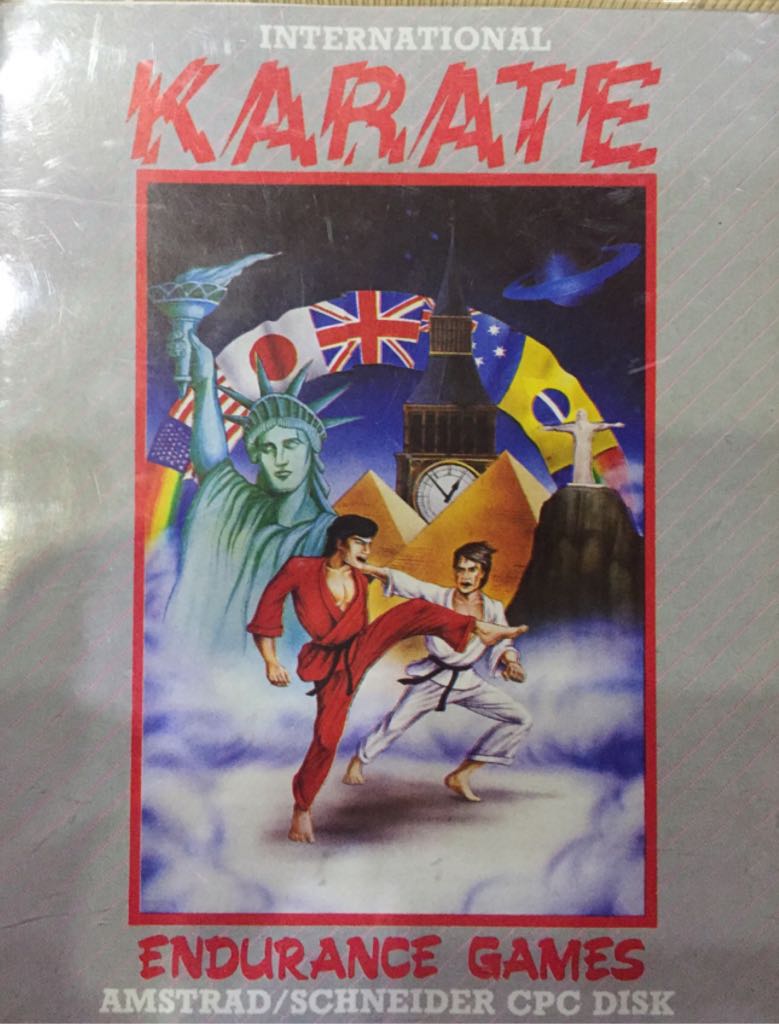 INTERNATIONAL
KARATE
ENDURANCE GAMES
AMSTRAD/SCHNEIDER CPC DISK